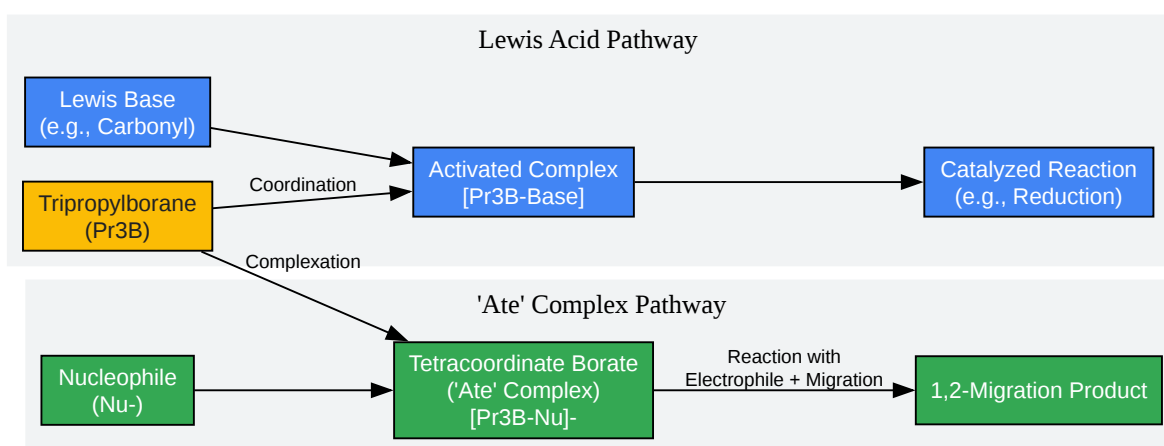 Lewis Acid Pathway
Lewis Base
(e.g., Carbonyl)
Tripropylborane
(Pr3B)
Coordination
Activated Complex
[Pr3B-Base]
Catalyzed Reaction
(e.g., Reduction)
Complexation
'Ate' Complex Pathway
Nucleophile
(Nu-)
Tetracoordinate Borate
('Ate' Complex)
[Pr3B-Nu]-
Reaction with
Electrophile + Migration
1,2-Migration Product